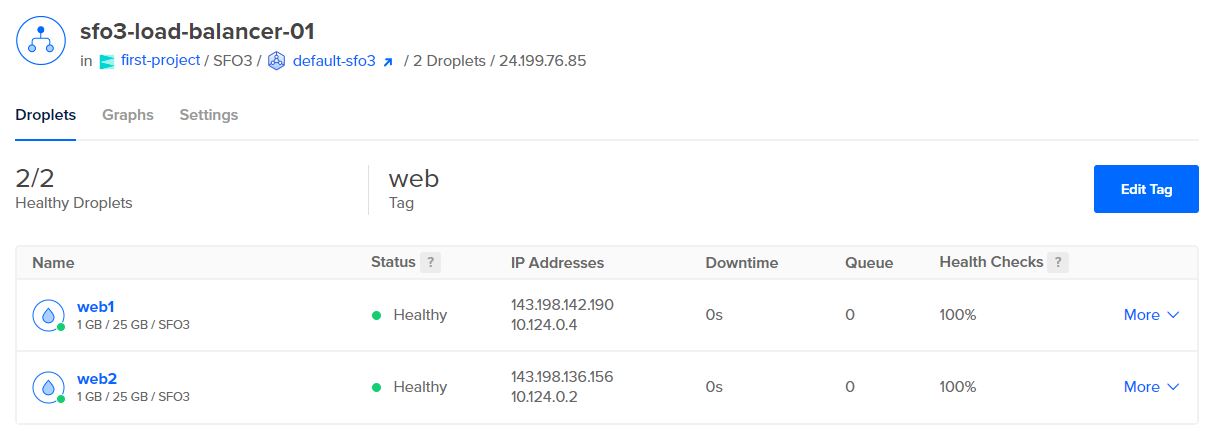 sfo3-load-balancer-01
in first-project / SFO3 / default-sfo3 / 2 Droplets / 24.199.76.85
Droplets Graphs Settings
2/2
Healthy Droplets
web
Tag
Edit Tag
Name Status ? IP Addresses Downtime Queue Health Checks ?
web1
1 GB / 25 GB / SFO3
Healthy
143.198.142.190
10.124.0.4
0s
0
100%
More
web2
1 GB / 25 GB / SFO3
Healthy
143.198.136.156
10.124.0.2
0s
0
100%
More